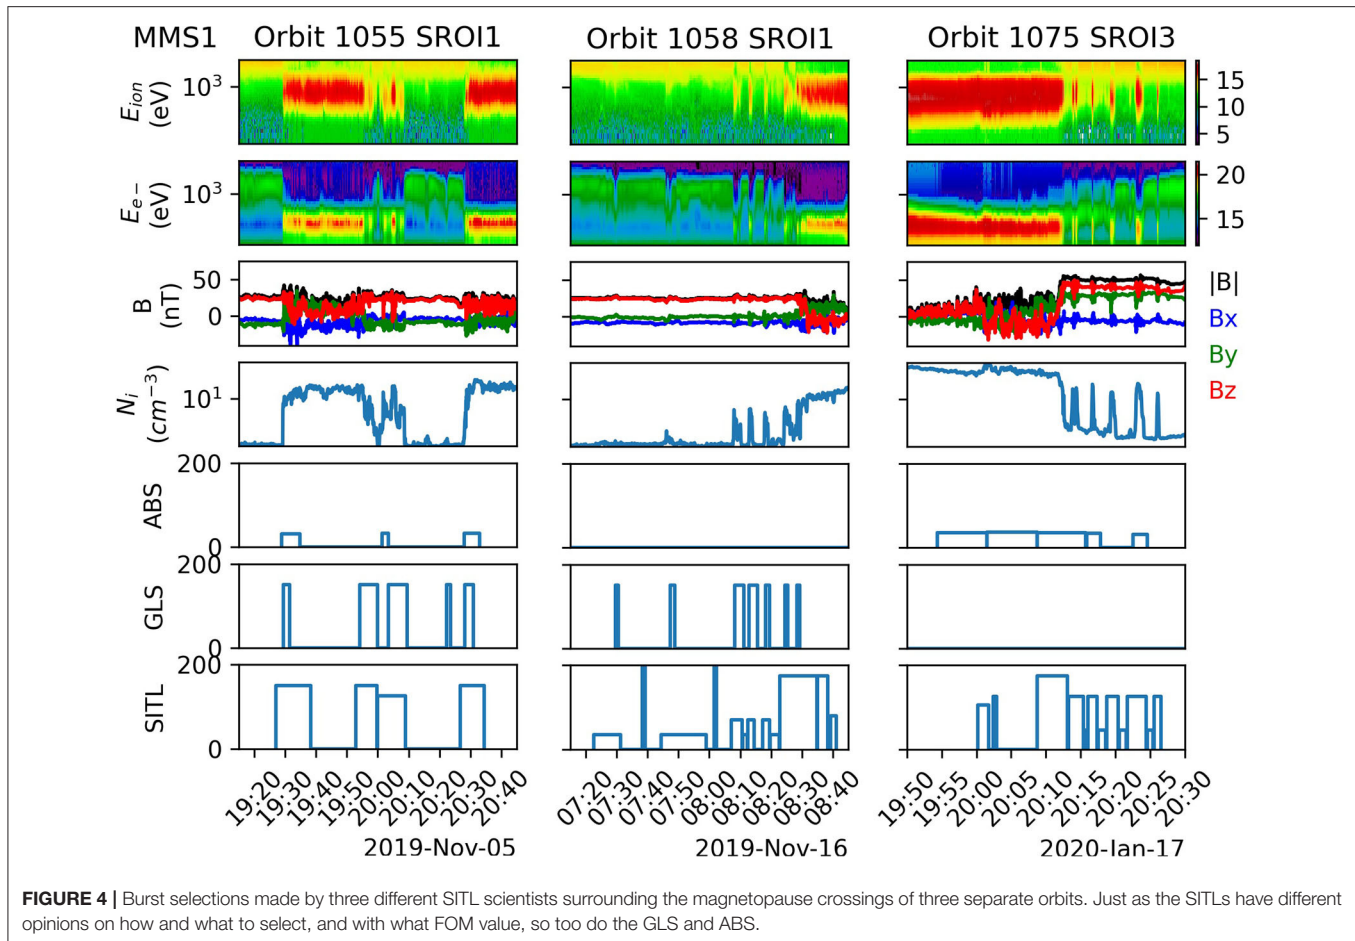 MMS1 Orbit 1055 SROI1 Orbit 1058 SROI1 Orbit 1075 SROI3
E_ion (eV)
10^3
15
10
5
E_e- (eV)
10^3
20
15
B (nT)
50
0
|B|
Bx
By
Bz
N_i (cm^-3)
10^1
ABS
200
0
GLS
200
0
SITL
200
0
19:20 19:30 19:40 19:50 20:00 20:10 20:20 20:30 20:40
07:20 07:30 07:40 07:50 08:00 08:10 08:20 08:30 08:40
19:50 19:55 20:00 20:05 20:10 20:15 20:20 20:25 20:30
2019-Nov-05 2019-Nov-16 2020-Jan-17
FIGURE 4 | Burst selections made by three different SITL scientists surrounding the magnetopause crossings of three separate orbits. Just as the SITLs have different
opinions on how and what to select, and with what FOM value, so too do the GLS and ABS.